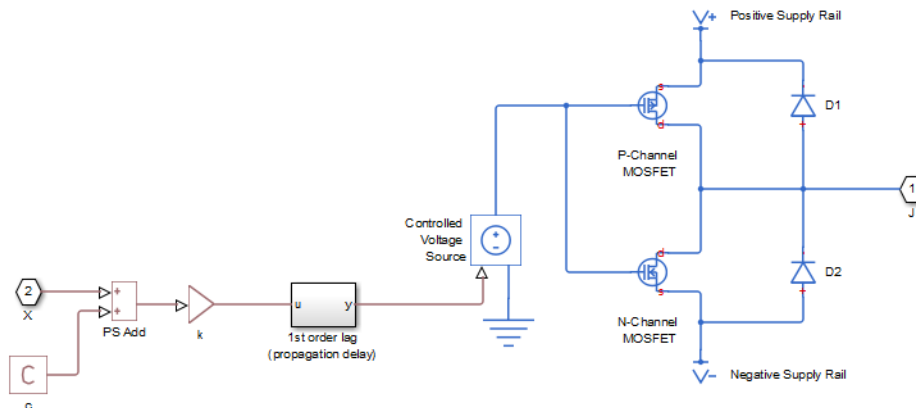 V+ Positive Supply Rail
s
D1
+
d
P-Channel
MOSFET
1
J
Controlled
Voltage
Source
+
−
d
D2
+
s
N-Channel
MOSFET
2
X
+
+
PS Add
k
u y
1st order lag
(propagation delay)
C
V− Negative Supply Rail